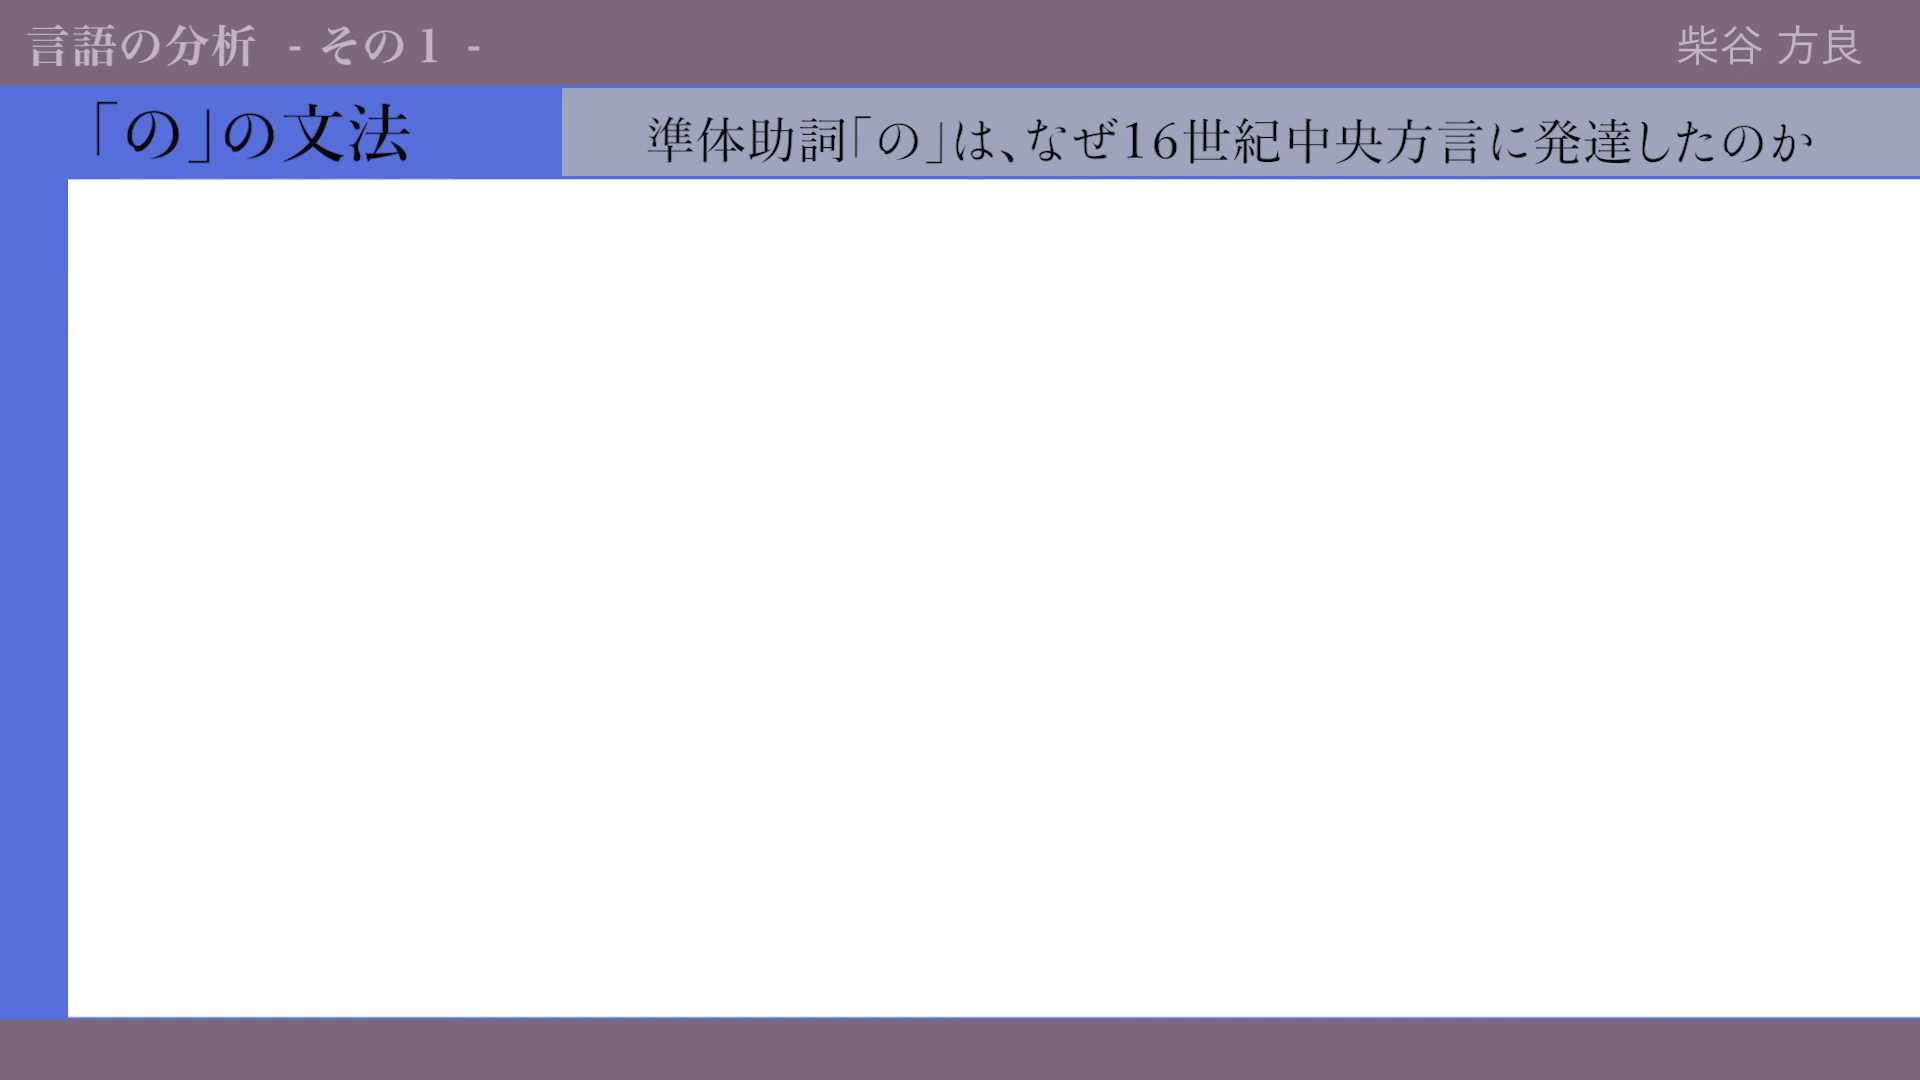 言語の分析 - その１ -
柴谷 方良
「の」の文法
準体助詞「の」は、なぜ16世紀中央方言に発達したのか